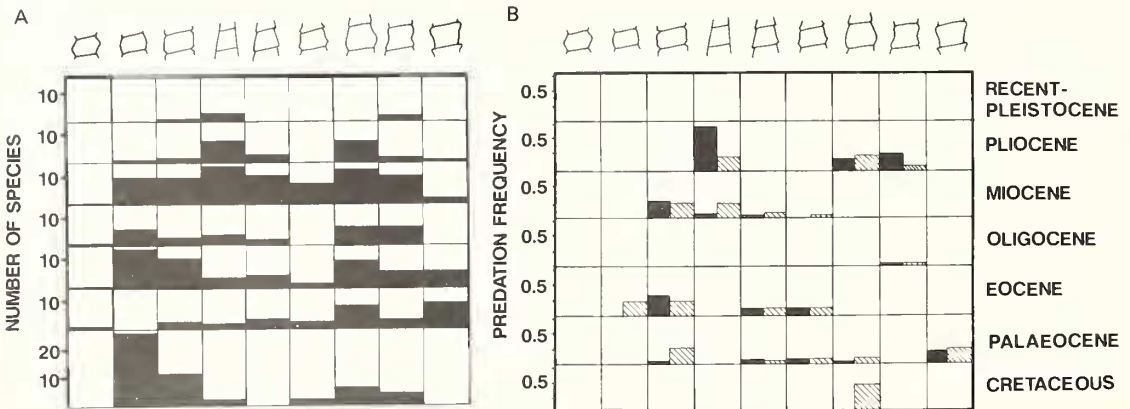 A
B
NUMBER OF SPECIES
10
10
10
10
10
10
20
10
PREDATION FREQUENCY
0.5
0.5
0.5
0.5
0.5
0.5
0.5
RECENT-
PLEISTOCENE
PLIOCENE
MIOCENE
OLIGOCENE
EOCENE
PALAEOCENE
CRETACEOUS